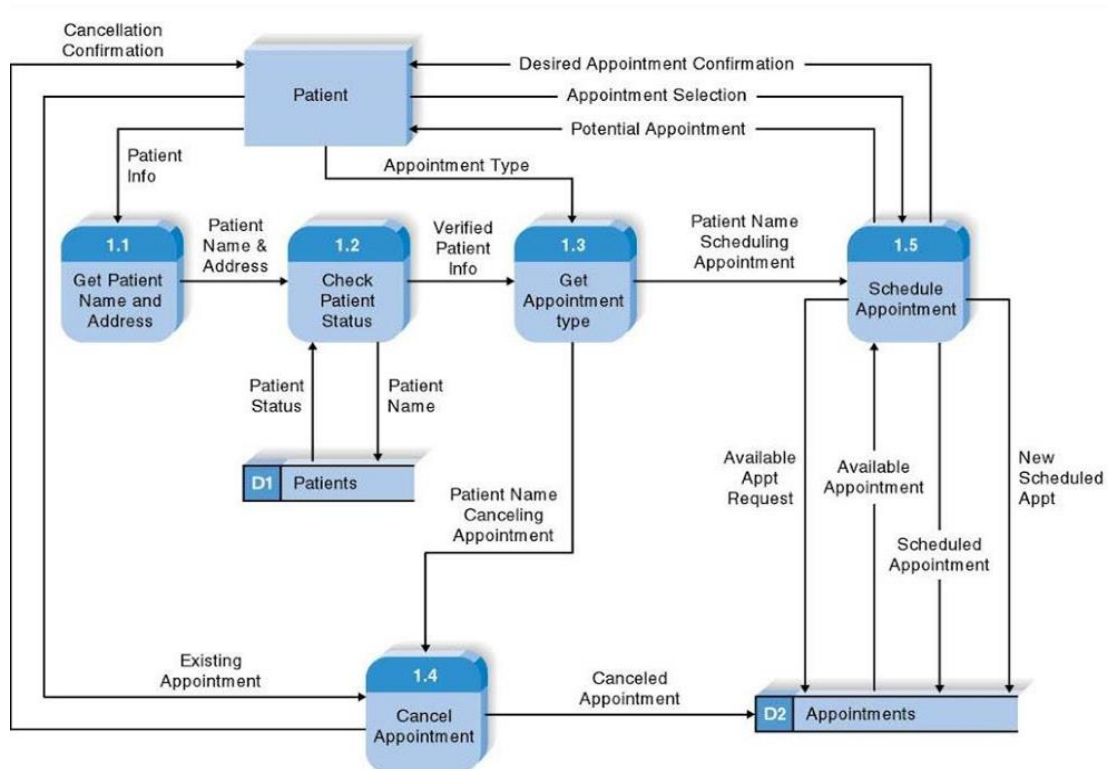 Cancellation
Confirmation
Patient
Desired Appointment Confirmation
Appointment Selection
Potential Appointment
Patient
Info
Appointment Type
1.1
Get Patient
Name and
Address
Patient
Name &
Address
1.2
Check
Patient
Status
Verified
Patient
Info
1.3
Get
Appointment
type
Patient Name
Scheduling
Appointment
1.5
Schedule
Appointment
Patient
Status
Patient
Name
D1 Patients
Patient Name
Canceling
Appointment
Available
Appt
Request
Available
Appointment
Scheduled
Appointment
New
Scheduled
Appt
Existing
Appointment
1.4
Cancel
Appointment
Canceled
Appointment
D2 Appointments